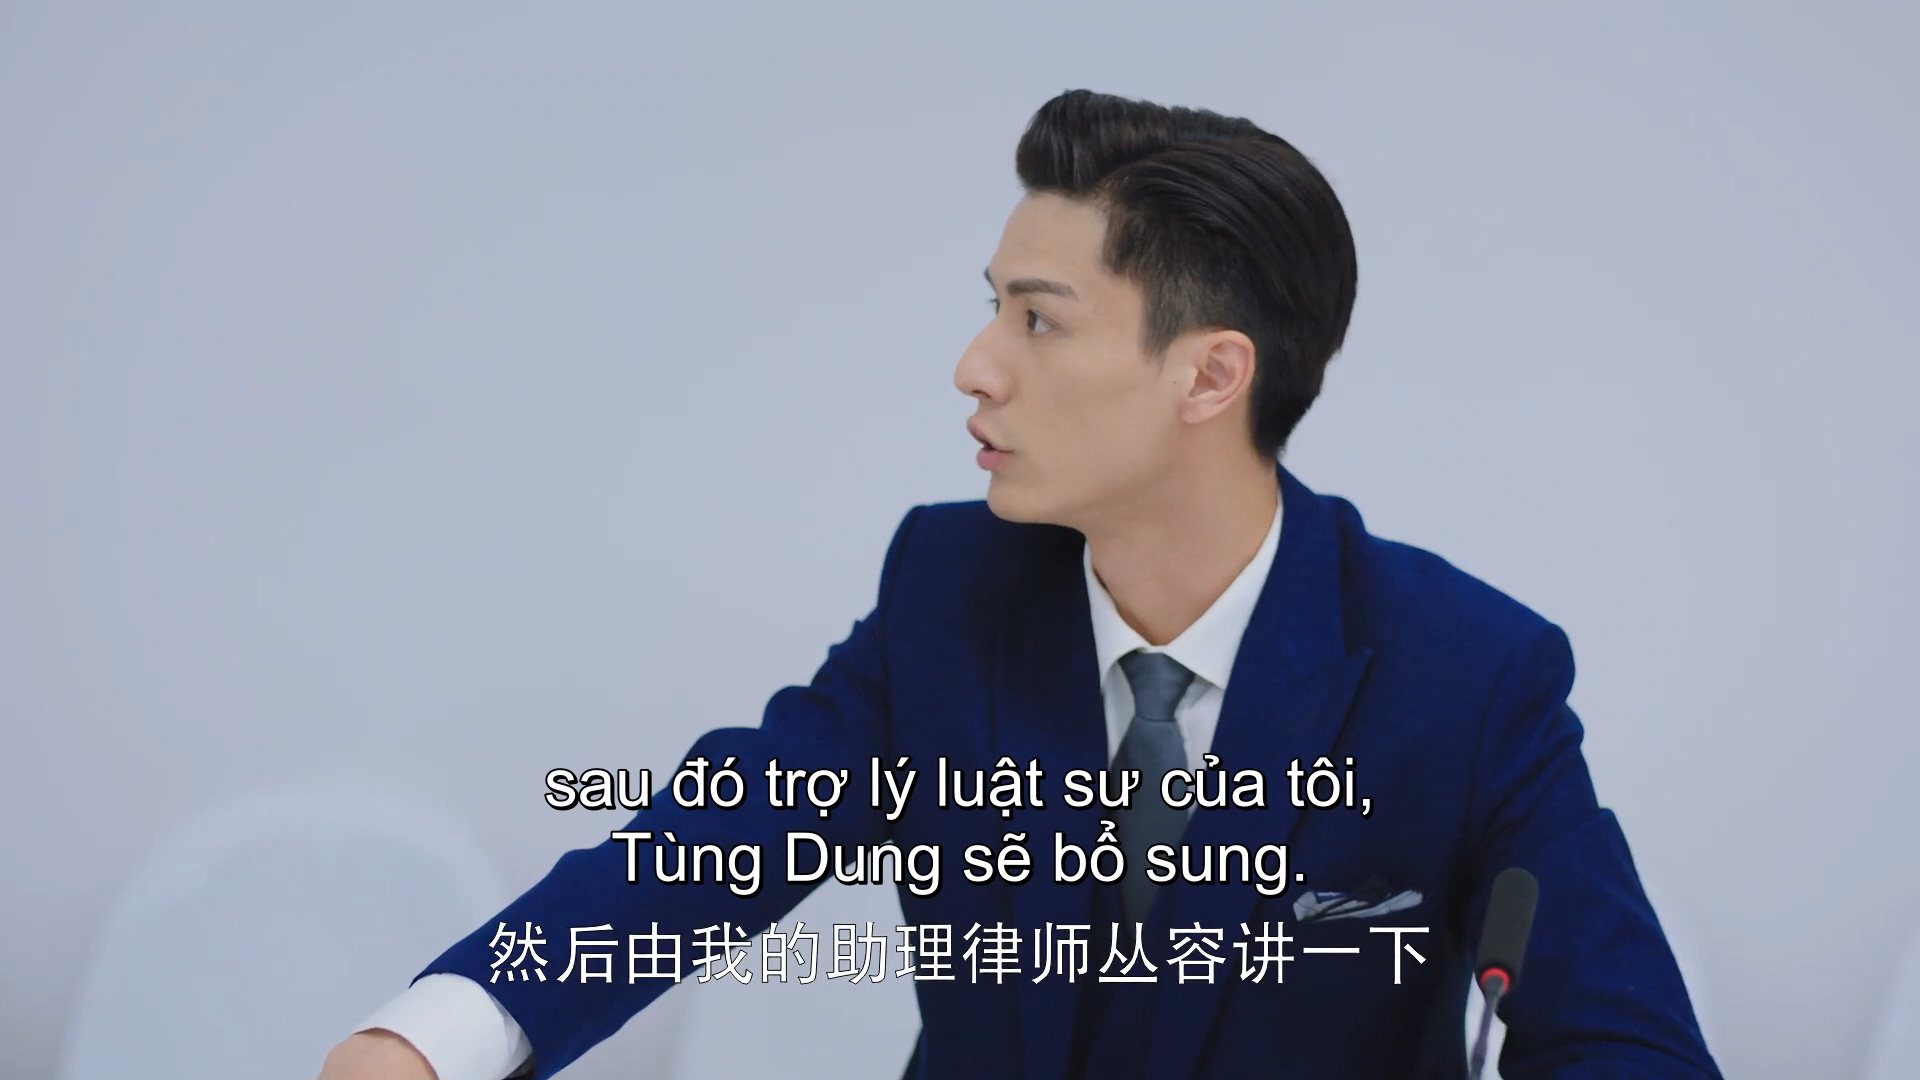 sau đó trợ lý luật sư của tôi,
Tùng Dung sẽ bổ sung.
然后由我的助理律师丛容讲一下